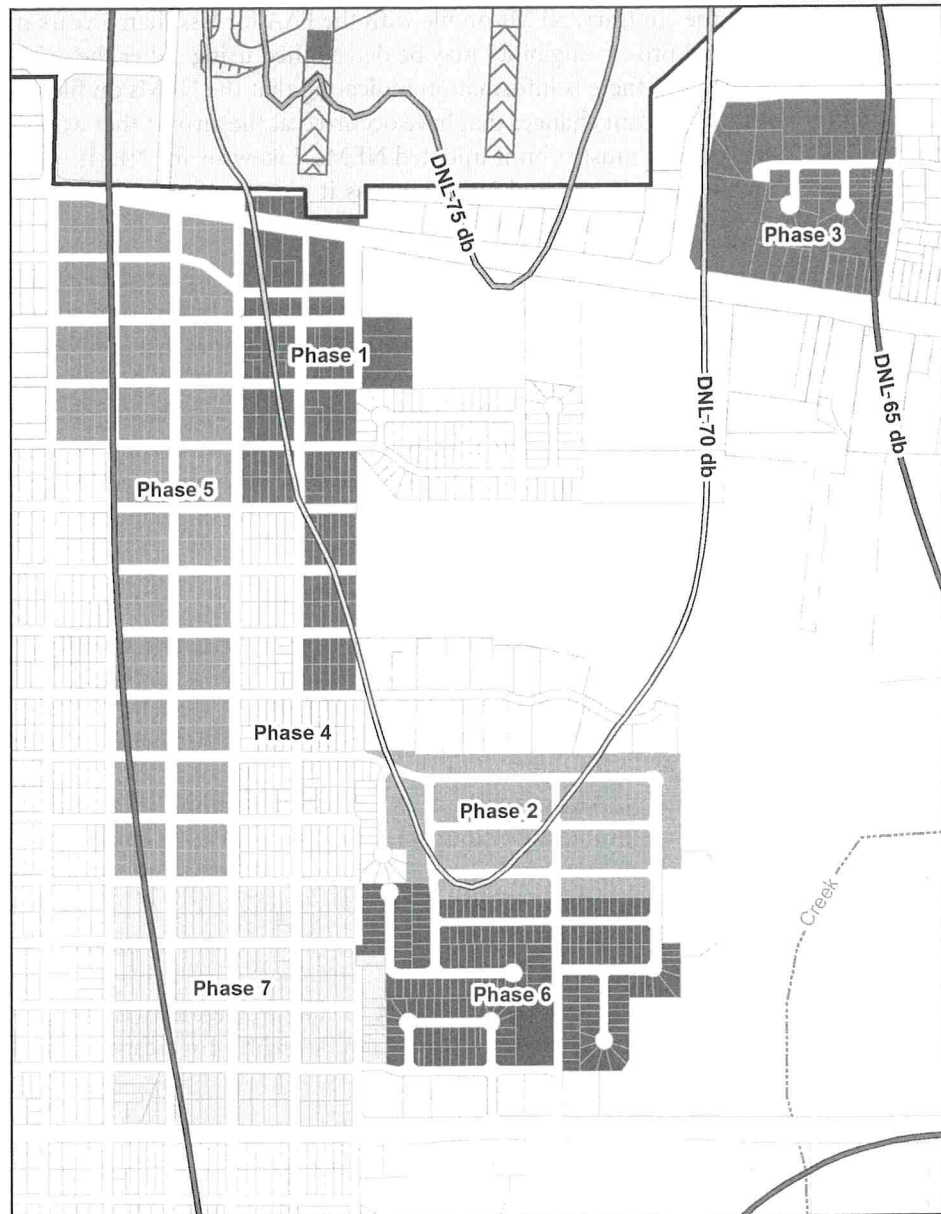 DNL-75 db
Phase 3
Phase 1
DNL-70 db
DNL-65 db
Phase 5
Phase 4
Phase 2
Creek
Phase 7
Phase 6